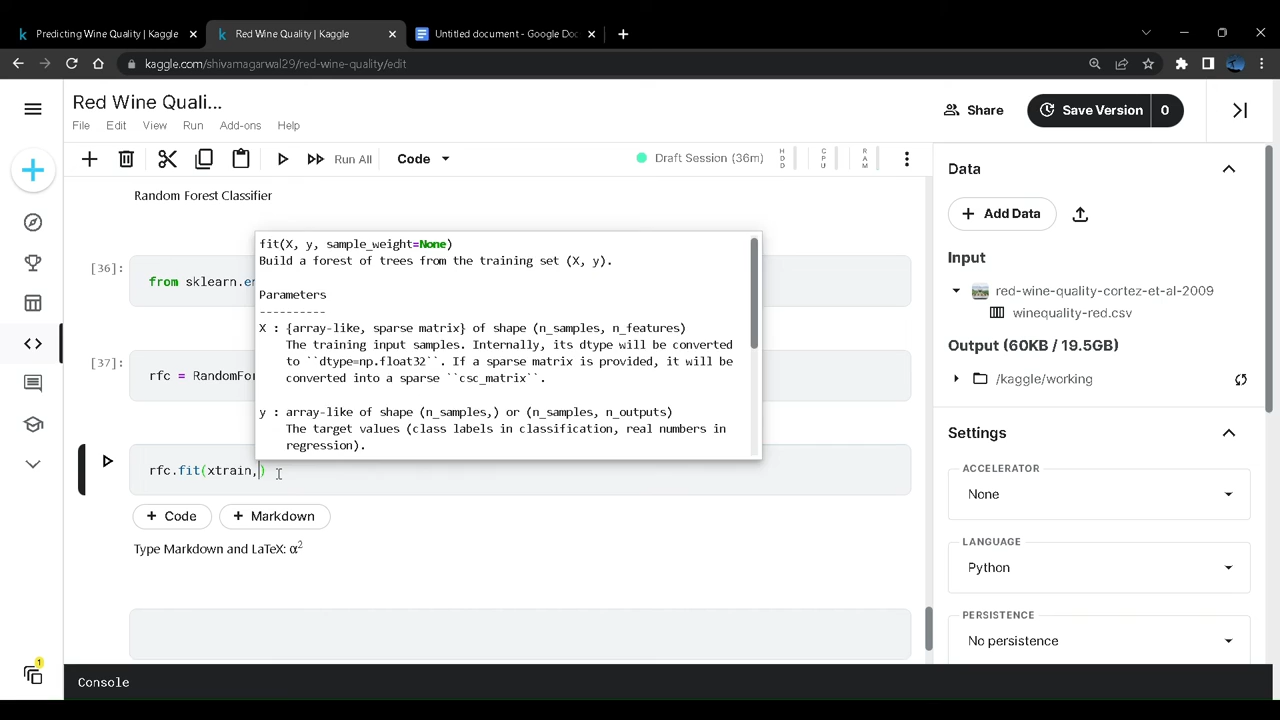 Predicting Wine Quality | Kaggle
Red Wine Quality | Kaggle
Untitled document - Google Doc
kaggle.com/shivamagarwal29/red-wine-quality/edit
Red Wine Quali...
Share
Save Version
0
File Edit View Run Add-ons Help
Run All
Code
Draft Session (36m)
HDD
CPU
RAM
Random Forest Classifier
fit(X, y, sample_weight=None)
Build a forest of trees from the training set (X, y).
Parameters
----------
X : {array-like, sparse matrix} of shape (n_samples, n_features)
The training input samples. Internally, its dtype will be converted
to ``dtype=np.float32``. If a sparse matrix is provided, it will be
converted into a sparse ``csc_matrix``.
y : array-like of shape (n_samples,) or (n_samples, n_outputs)
The target values (class labels in classification, real numbers in
regression).
[36]:
from sklearn.en
[37]:
rfc = RandomFor
rfc.fit(xtrain,)
+ Code
+ Markdown
Type Markdown and LaTeX: α²
Console
1
Data
+ Add Data
Input
red-wine-quality-cortez-et-al-2009
winequality-red.csv
Output (60KB / 19.5GB)
/kaggle/working
Settings
ACCELERATOR
None
LANGUAGE
Python
PERSISTENCE
No persistence